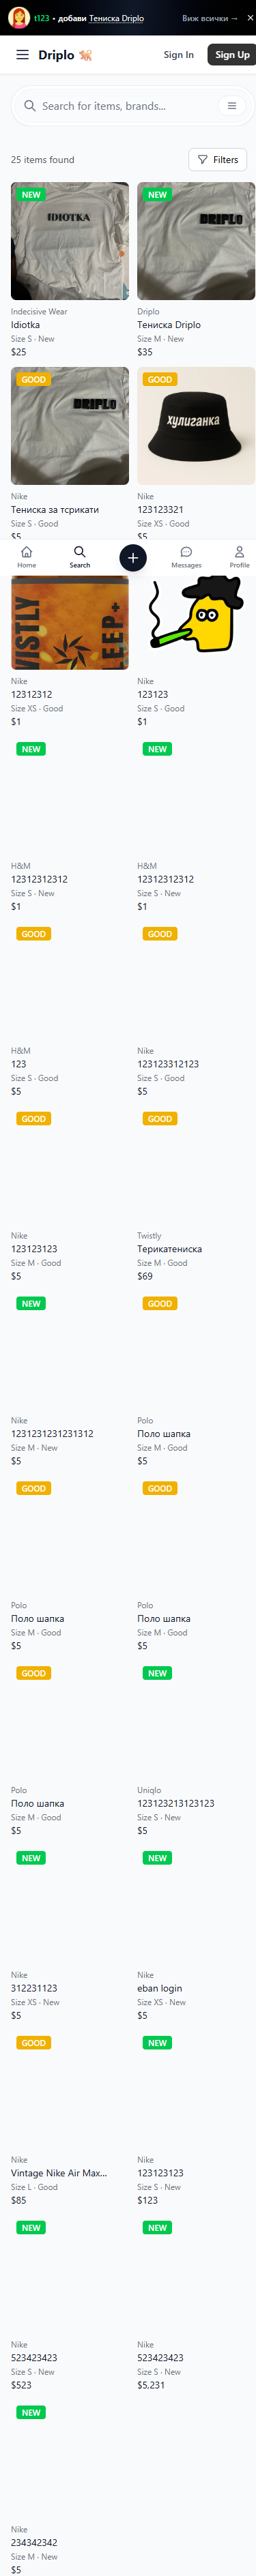 t123 • добави Тениска Driplo Виж всички → ×
Driplo Sign In Sign Up
Search for items, brands...
25 items found Filters
NEW NEW
IDIOTKA DRIPLO
Indecisive Wear Driplo
Idiotka Тениска Driplo
Size S · New Size M · New
$25 $35
GOOD GOOD
DRIPLO хулиганка
Nike Nike
Тениска за тсрикати 123123321
Size S · Good Size XS · Good
$5 $5
Home Search + Messages Profile
KEEP+
Nike Nike
12312312 123123
Size XS · Good Size S · Good
$1 $1
NEW NEW
H&M H&M
12312312312 12312312312
Size S · New Size S · New
$1 $1
GOOD GOOD
H&M Nike
123 123123312123
Size S · Good Size S · Good
$5 $5
GOOD GOOD
Nike Twistly
123123123 Терикатениска
Size M · Good Size M · Good
$5 $69
NEW GOOD
Nike Polo
1231231231231312 Поло шапка
Size M · New Size M · Good
$5 $5
GOOD GOOD
Polo Polo
Поло шапка Поло шапка
Size M · Good Size M · Good
$5 $5
GOOD NEW
Polo Uniqlo
Поло шапка 123123213123123
Size M · Good Size S · New
$5 $5
NEW NEW
Nike Nike
312231123 eban login
Size XS · New Size XS · New
$5 $5
GOOD NEW
Nike Nike
Vintage Nike Air Max... 123123123
Size L · Good Size S · New
$85 $123
NEW NEW
Nike Nike
523423423 523423423
Size S · New Size S · New
$523 $5,231
NEW
Nike
234342342
Size M · New
$5